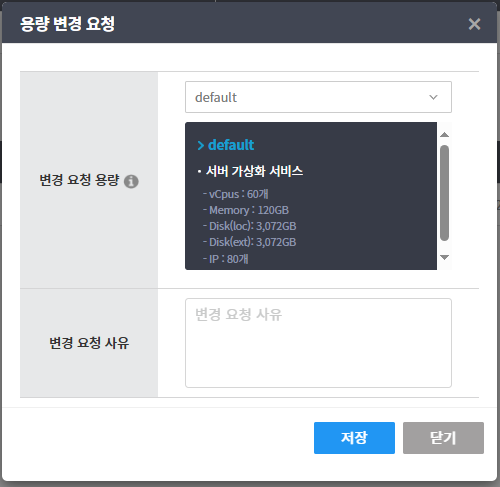 용량 변경 요청
변경 요청 용량
default
default
• 서버 가상화 서비스
- vCpus : 60개
- Memory : 120GB
- Disk(loc): 3,072GB
- Disk(ext): 3,072GB
- IP : 80개
변경 요청 사유
변경 요청 사유
저장
닫기